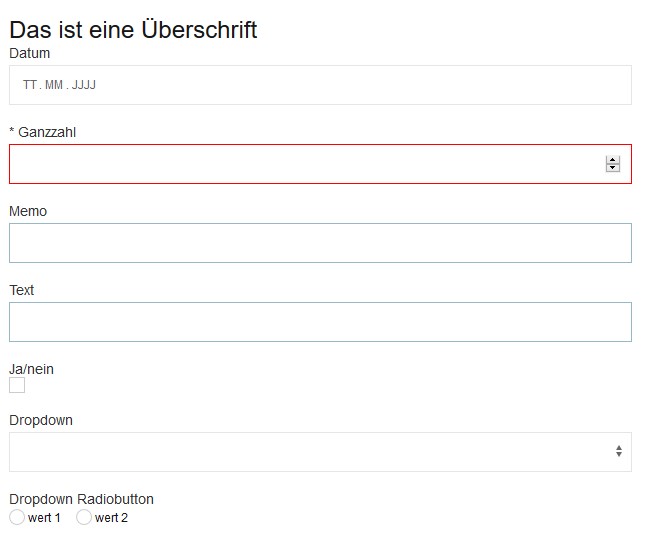 Das ist eine Überschrift
Datum
TT . MM . JJJJ
* Ganzzahl
Memo
Text
Ja/nein
Dropdown
Dropdown Radiobutton
wert 1 wert 2